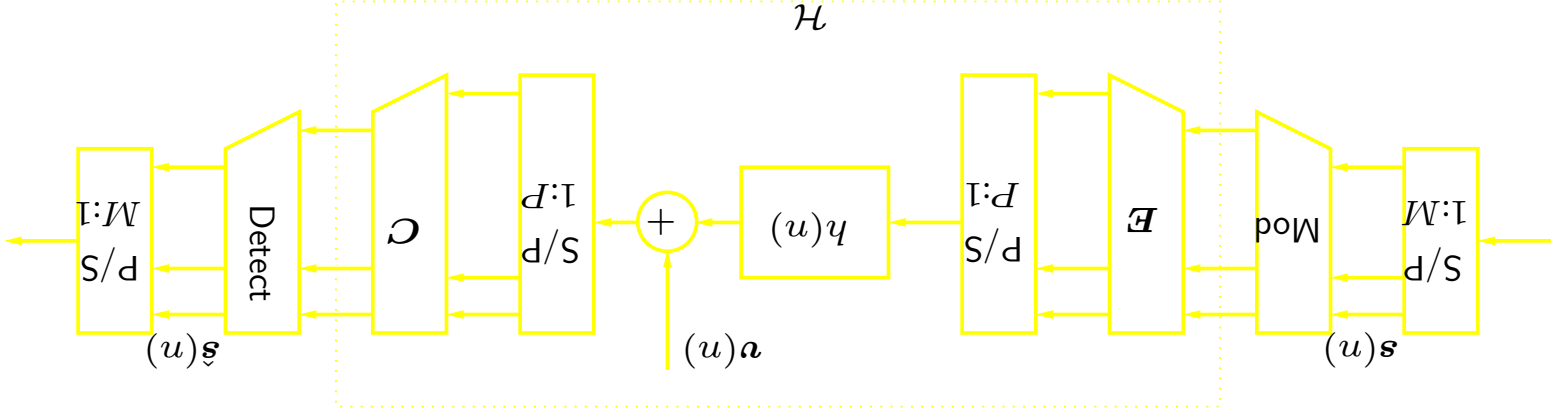 s(n)
S/P
1:M
Mod
E
P/S
P:1
h(n)
+
v(n)
S/P
1:P
C
Detect
P/S
M:1
ŝ(n)
ℋ